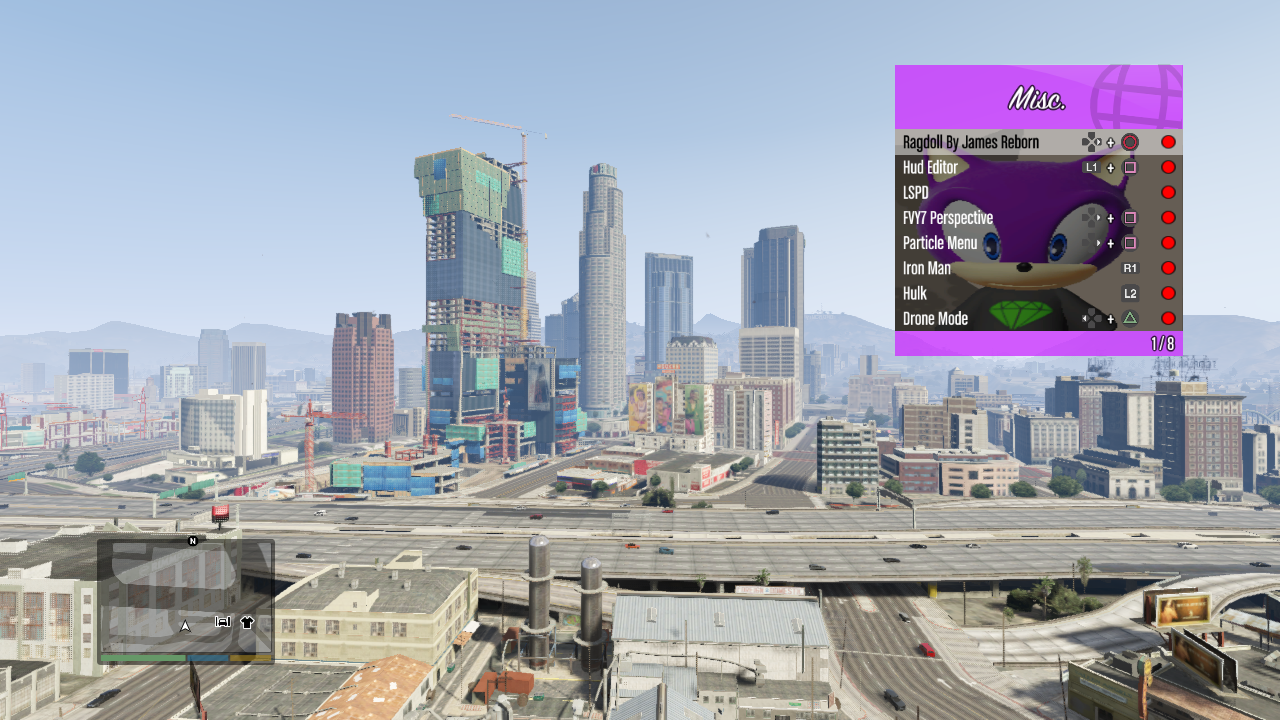 Misc.
Ragdoll By James Reborn +
Hud Editor L1 +
LSPD
FVY7 Perspective +
Particle Menu +
Iron Man R1
Hulk L2
Drone Mode +
1/8
N